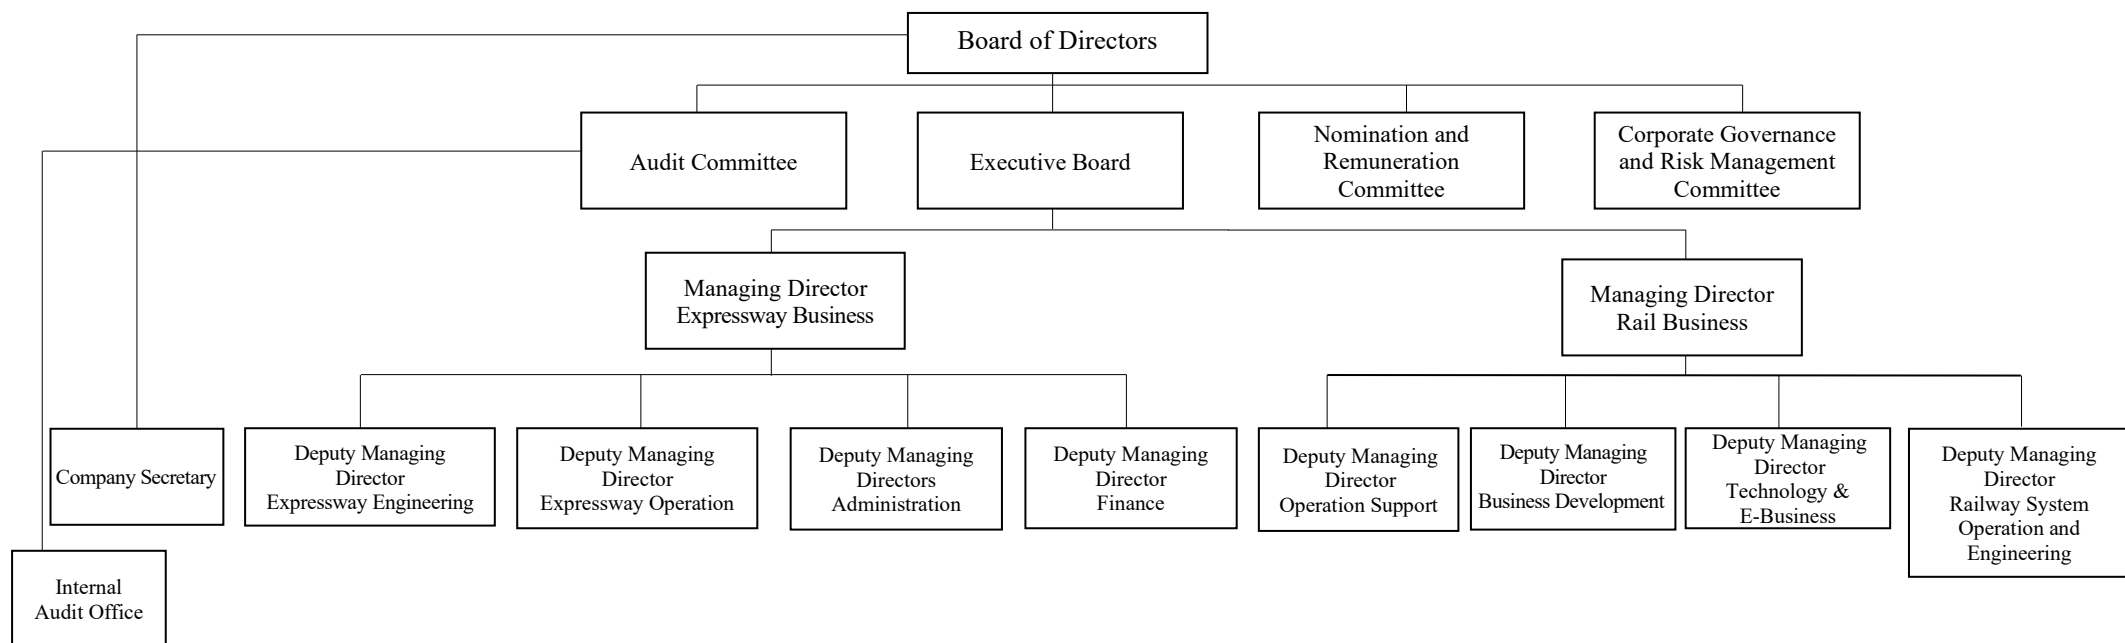 Board of Directors
Audit Committee
Executive Board
Nomination and
Remuneration
Committee
Corporate Governance
and Risk Management
Committee
Managing Director
Expressway Business
Managing Director
Rail Business
Company Secretary
Deputy Managing
Director
Expressway Engineering
Deputy Managing
Director
Expressway Operation
Deputy Managing
Directors
Administration
Deputy Managing
Director
Finance
Deputy Managing
Director
Operation Support
Deputy Managing
Director
Business Development
Deputy Managing
Director
Technology &
E-Business
Deputy Managing
Director
Railway System
Operation and
Engineering
Internal
Audit Office